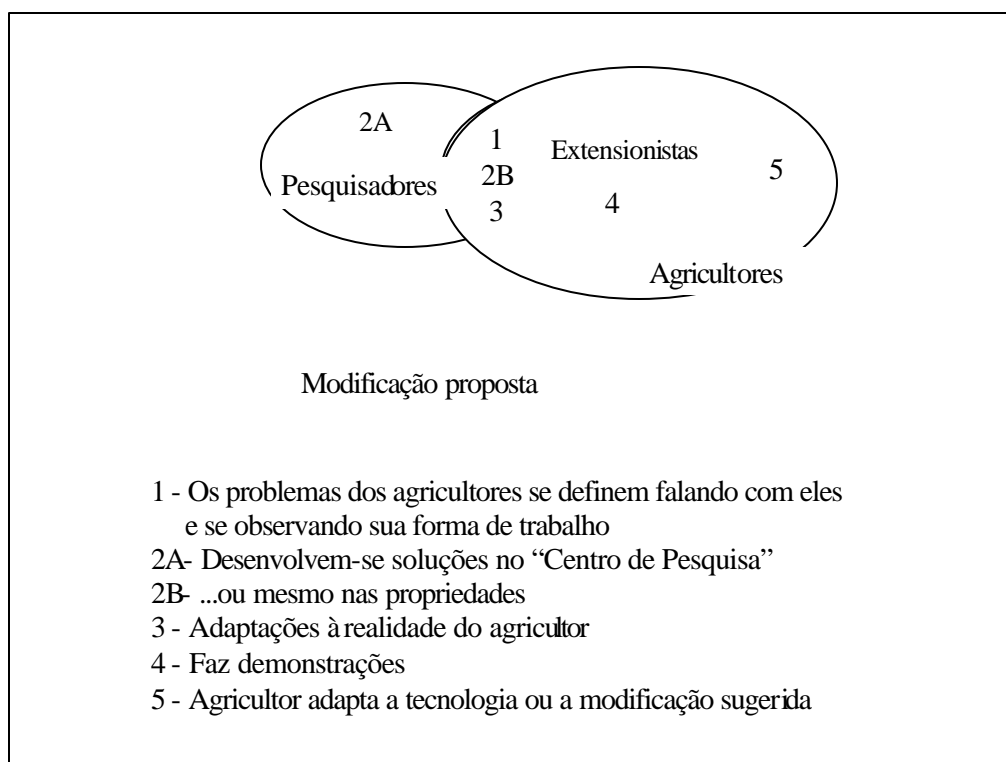 2A
1
Extensionistas
5
2B
Pesquisadores
3
4
Agricultores
Modificação proposta
1 - Os problemas dos agricultores se definem falando com eles
e se observando sua forma de trabalho
2A- Desenvolvem-se soluções no “Centro de Pesquisa”
2B- ...ou mesmo nas propriedades
3 - Adaptações à realidade do agricultor
4 - Faz demonstrações
5 - Agricultor adapta a tecnologia ou a modificação sugerida